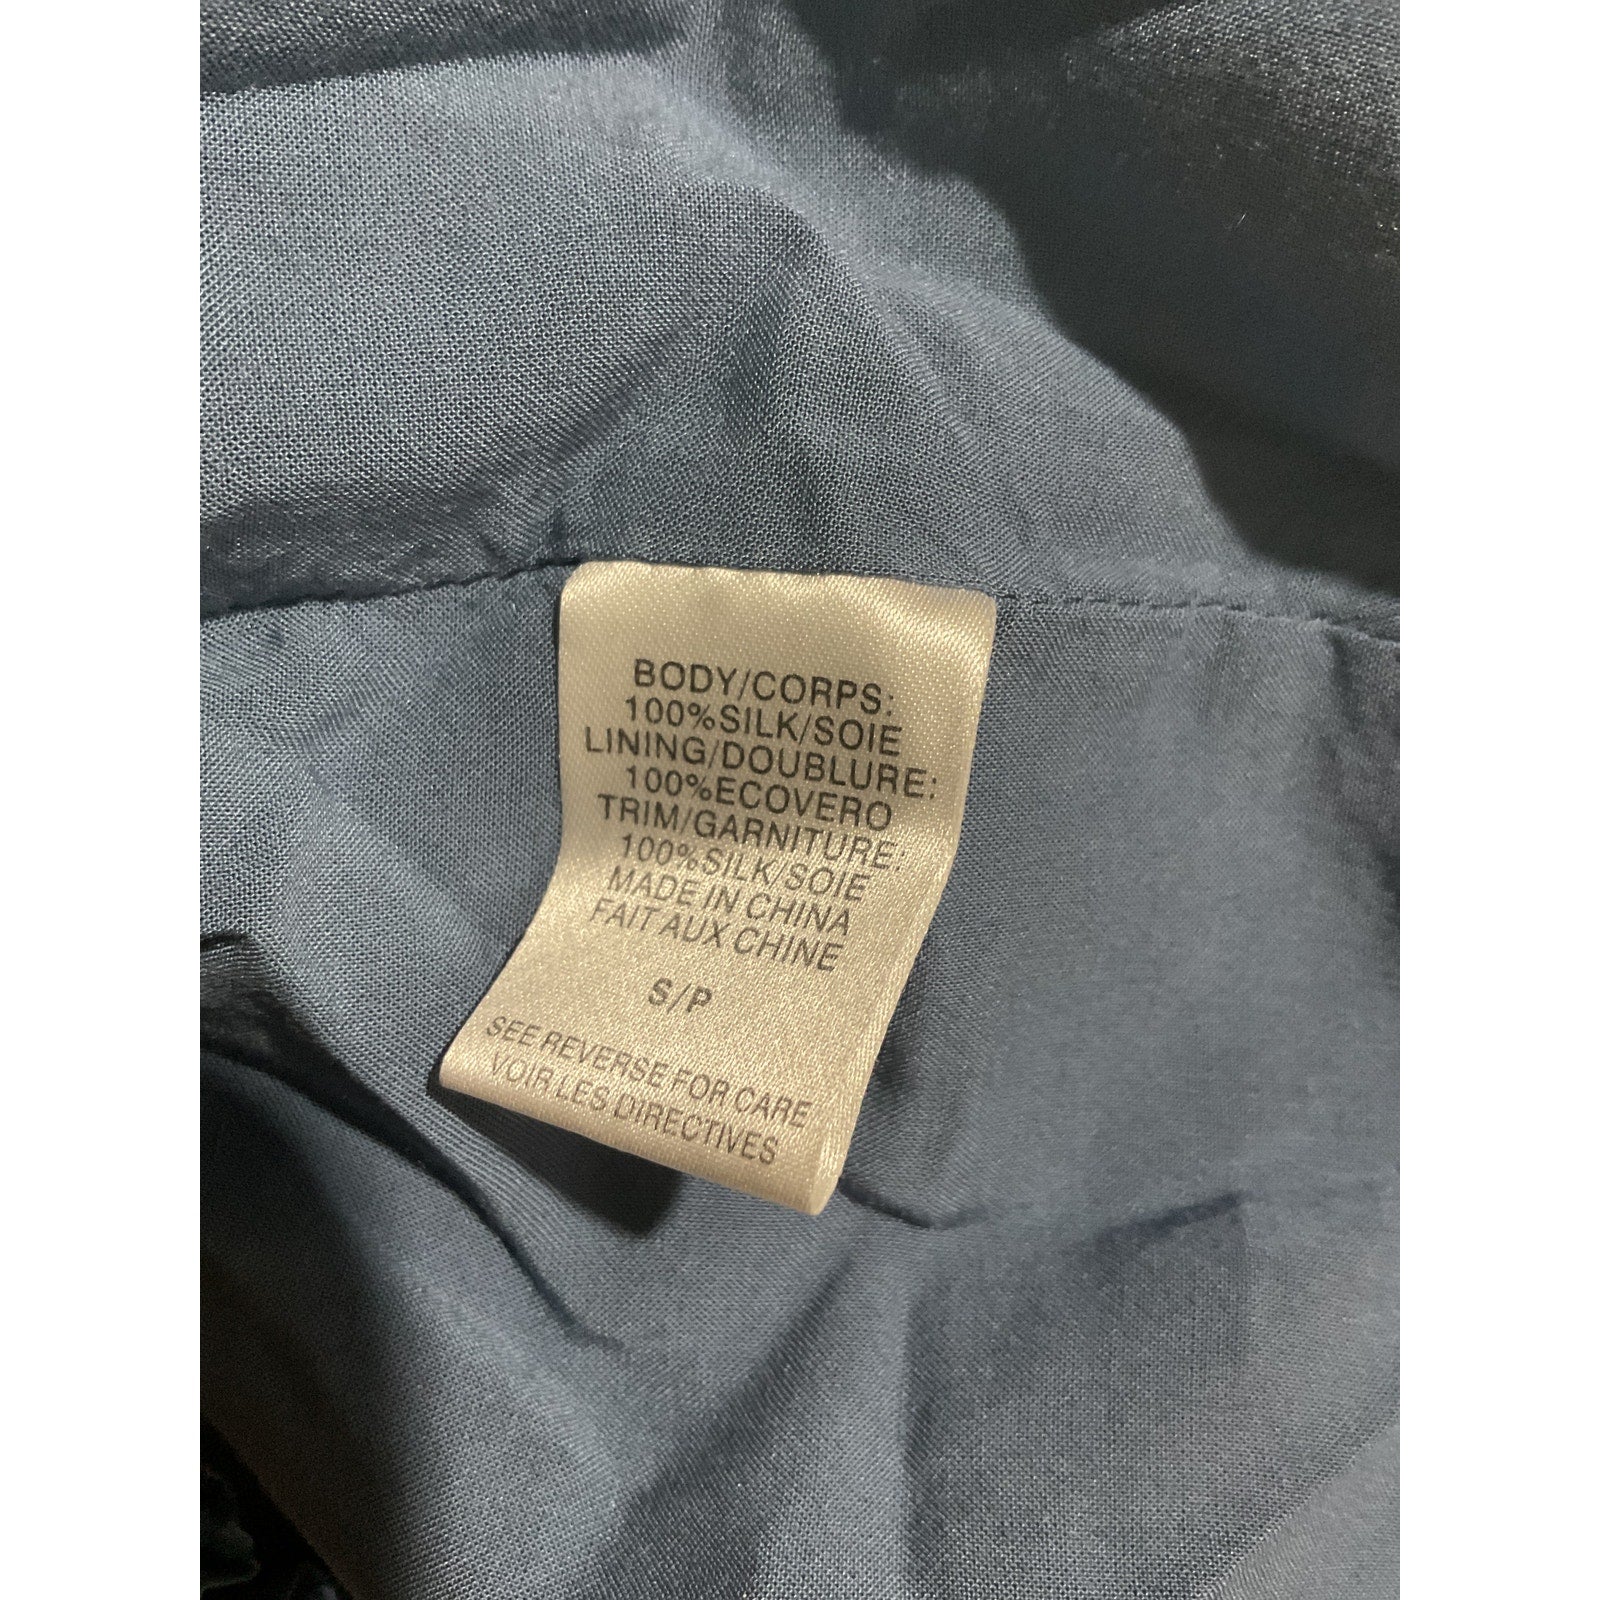 BODY/CORPS:
100%SILK/SOIE
LINING/DOUBLURE:
100%ECOVERO
TRIM/GARNITURE:
100%SILK/SOIE
MADE IN CHINA
FAIT AUX CHINE
S/P
SEE REVERSE FOR CARE
VOIR LES DIRECTIVES